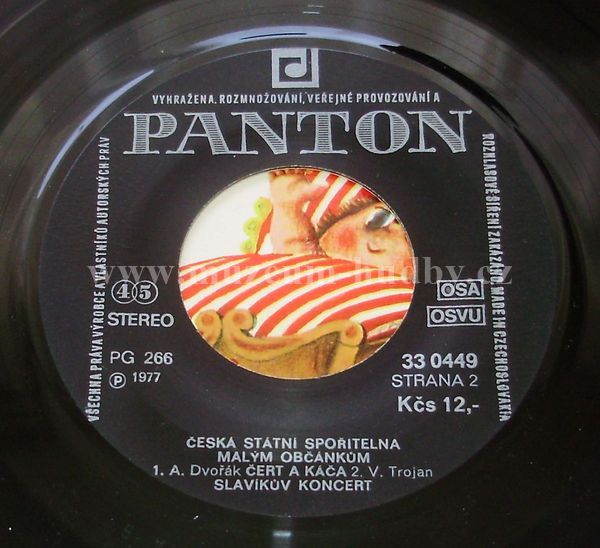 VYHRAŽENA. ROZMNOŽOVÁNÍ, VEŘEJNÉ PROVOZOVÁNÍ A
PANTON
VŠECHNA PRÁVA VÝROBCE A VLASTNÍKŮ AUTORSKÝCH PRÁV
ROZHLASOVÉ ŠÍŘENÍ ZAKÁZÁNO. MADE IN CZECHOSLOVAKIA
www.muzeum-hudby.cz
45
STEREO
OSA
OSVU
PG 266
℗ 1977
33 0449
STRANA 2
Kčs 12,-
ČESKÁ STÁTNÍ SPOŘITELNA
MALÝM OBČÁNKŮM
1. A. Dvořák ČERT A KÁČA 2. V. Trojan
SLAVÍKŮV KONCERT